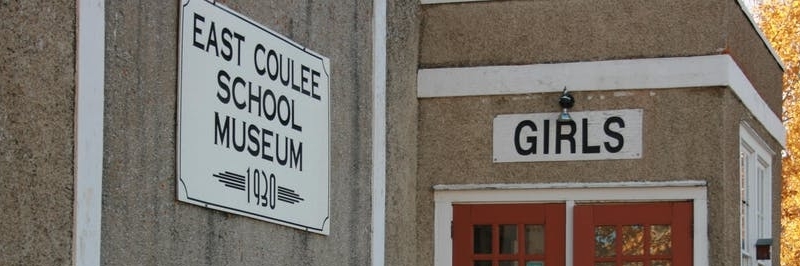 EAST COULEE
SCHOOL
MUSEUM
1930
GIRLS